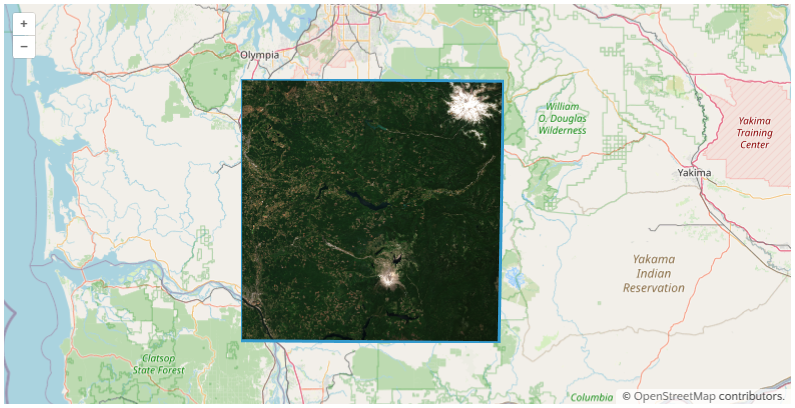 +
−
Olympia
William
O. Douglas
Wilderness
Yakima
Training
Center
Yakima
Yakama
Indian
Reservation
Clatsop
State Forest
Columbia
© OpenStreetMap contributors.